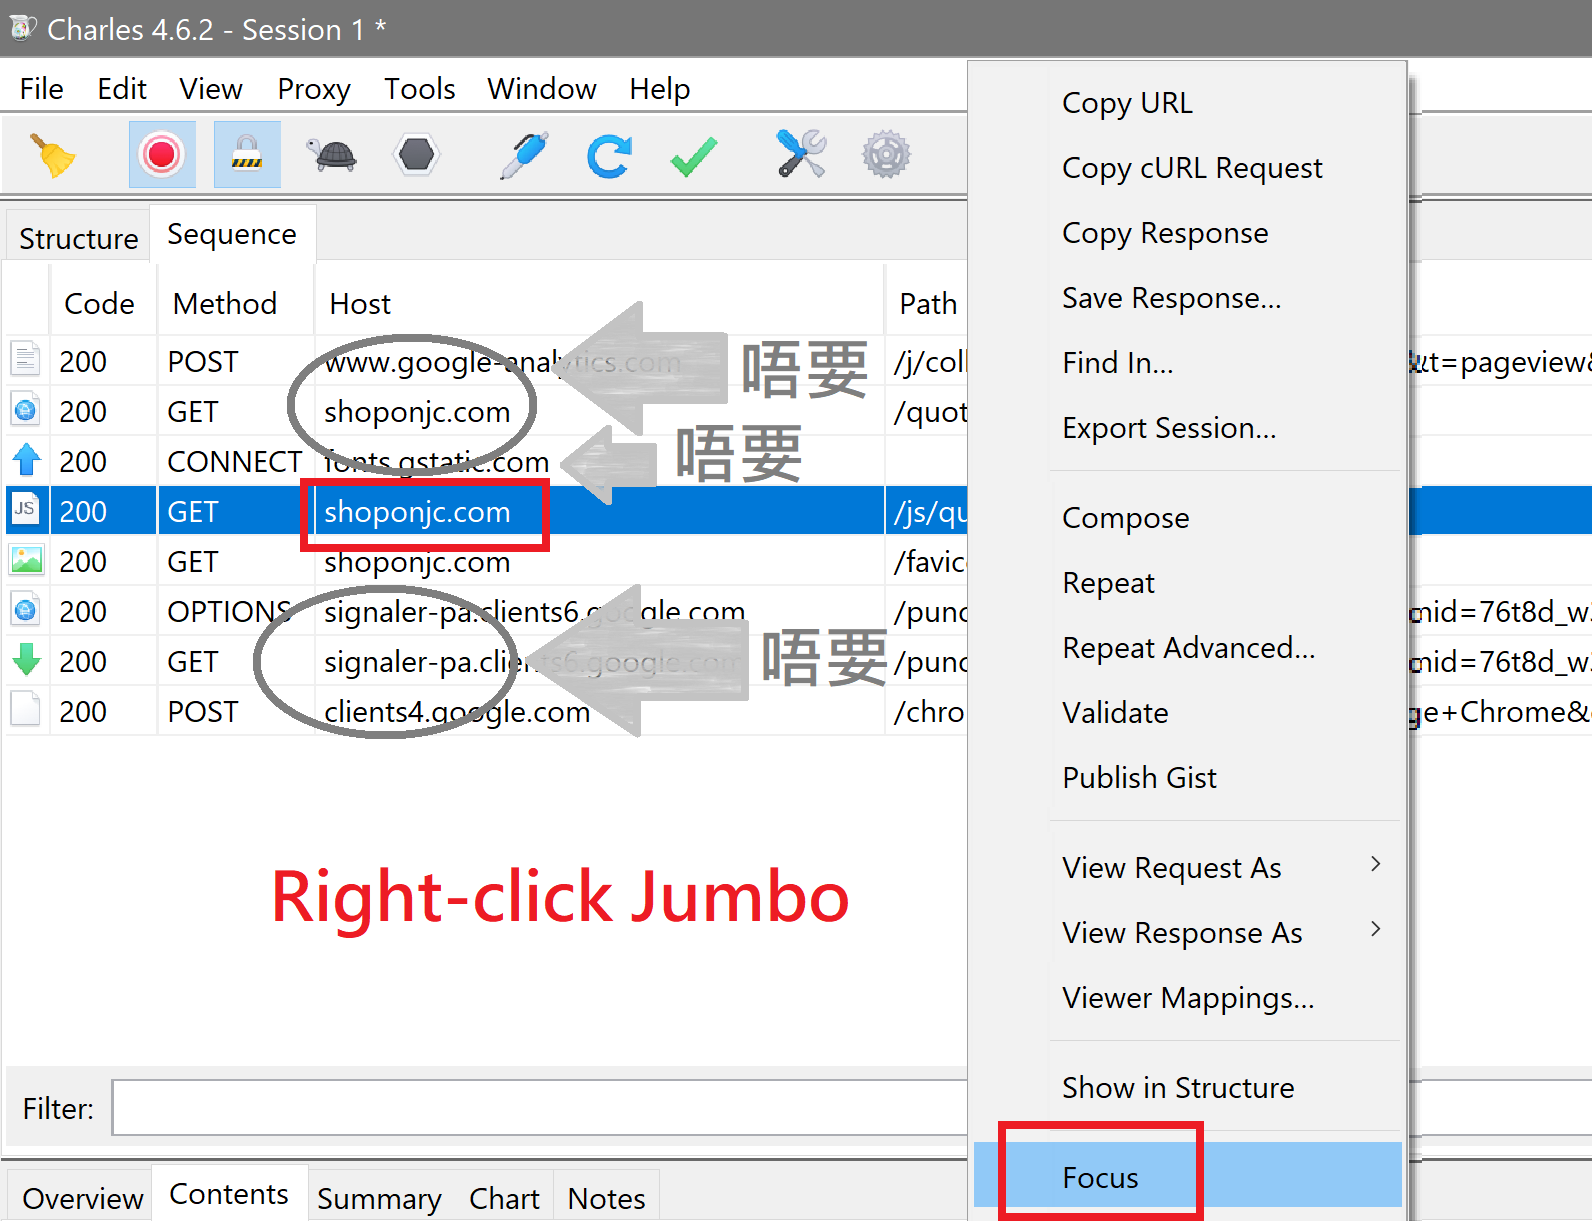 Charles 4.6.2 - Session 1 *
File Edit View Proxy Tools Window Help
Structure Sequence
Code Method Host Path
200 POST www.google-analytics.com /j/coll &t=pageview&
唔要
200 GET shoponjc.com /quot
200 CONNECT fonts.gstatic.com
唔要
JS 200 GET shoponjc.com /js/qu
200 GET shoponjc.com /favic
200 OPTIONS signaler-pa.clients6.google.com /punc mid=76t8d_w
200 GET signaler-pa.clients6.google.com /punc mid=76t8d_w
唔要
200 POST clients4.google.com /chro ge+Chrome&
Right-click Jumbo
Filter:
Overview Contents Summary Chart Notes
Copy URL
Copy cURL Request
Copy Response
Save Response...
Find In...
Export Session...
Compose
Repeat
Repeat Advanced...
Validate
Publish Gist
View Request As
View Response As
Viewer Mappings...
Show in Structure
Focus